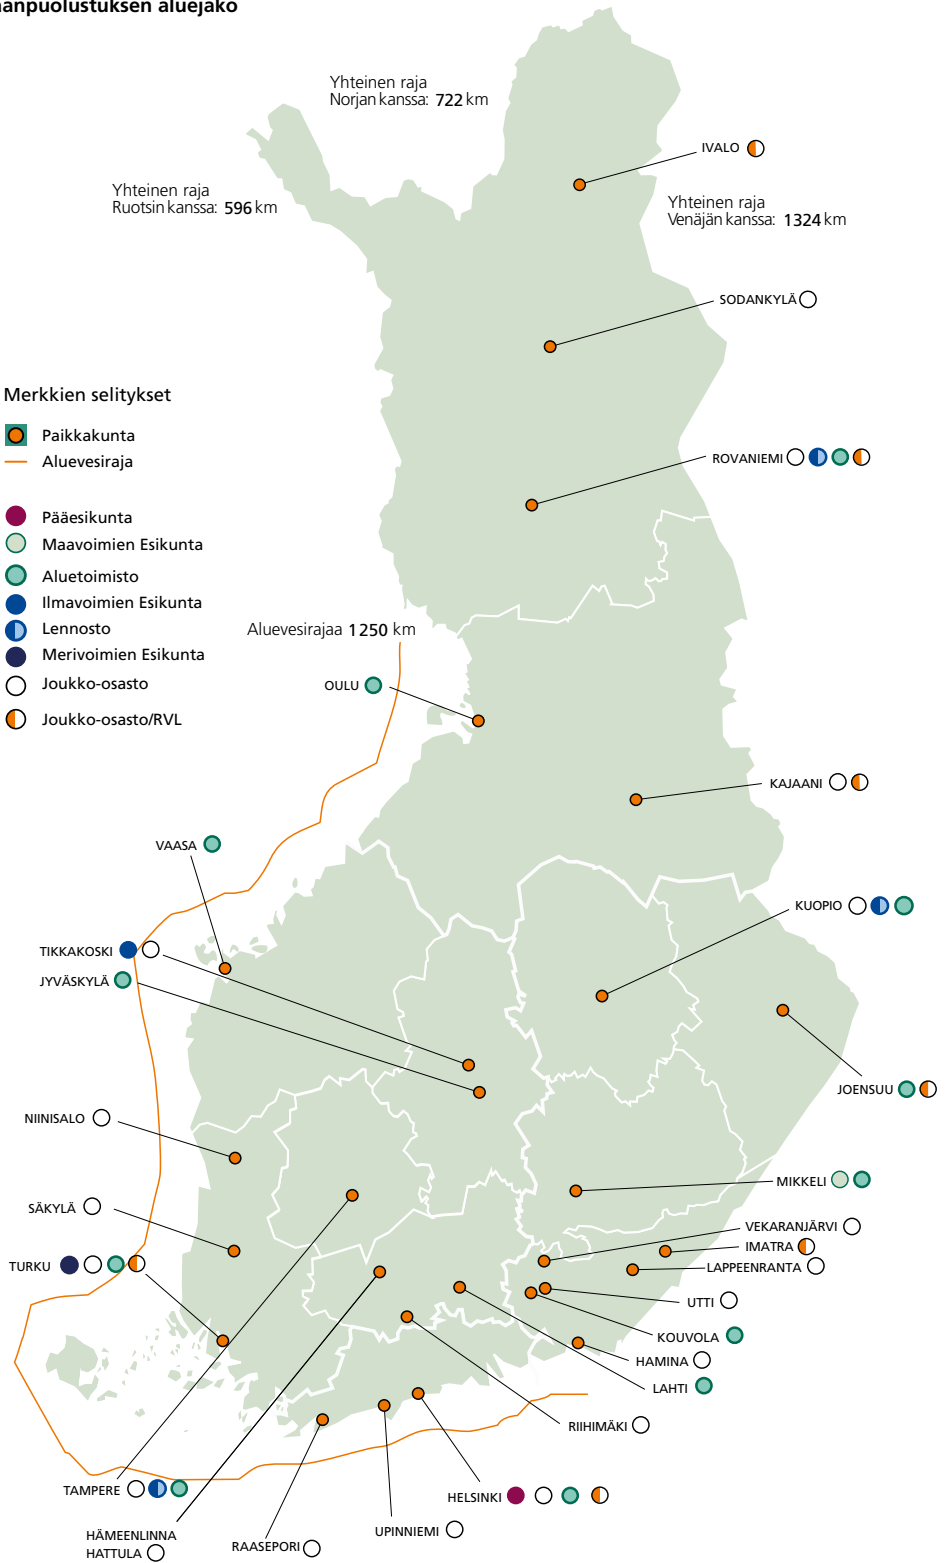 aanpuolustuksen aluejako
Yhteinen raja
Norjan kanssa: 722 km
IVALO
Yhteinen raja
Ruotsin kanssa: 596 km
Yhteinen raja
Venäjän kanssa: 1324 km
SODANKYLÄ
Merkkien selitykset
Paikkakunta
Aluevesiraja
ROVANIEMI
Pääesikunta
Maavoimien Esikunta
Aluetoimisto
Ilmavoimien Esikunta
Lennosto
Merivoimien Esikunta
Joukko-osasto
Joukko-osasto/RVL
Aluevesirajaa 1250 km
OULU
KAJAANI
VAASA
KUOPIO
TIKKAKOSKI
JYVÄSKYLÄ
JOENSUU
NIINISALO
MIKKELI
SÄKYLÄ
VEKARANJÄRVI
IMATRA
TURKU
LAPPEENRANTA
UTTI
KOUVOLA
HAMINA
LAHTI
RIIHIMÄKI
TAMPERE
HELSINKI
HÄMEENLINNA
HATTULA
UPINNIEMI
RAASEPORI